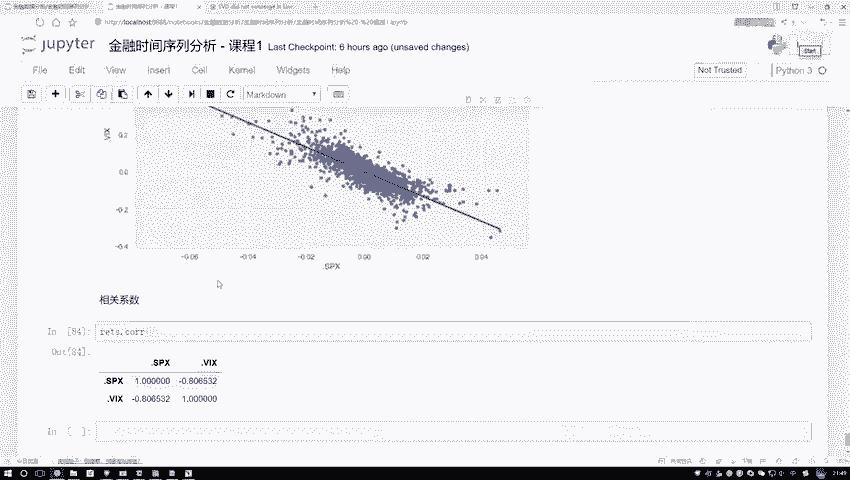 jupyter 金融时间序列分析 - 课程1 Last Checkpoint: 6 hours ago (unsaved changes)
Start
File Edit View Insert Cell Kernel Widgets Help
Not Trusted
Python 3
Markdown
0.2
.VIX
0.0
-0.2
-0.4
-0.06 -0.04 -0.02 0.00 0.02 0.04
.SPX
相关系数
In [84]: rets.corr()
Out[84]:
.SPX .VIX
.SPX 1.000000 -0.806532
.VIX -0.806532 1.000000
In [ ]:
21:49